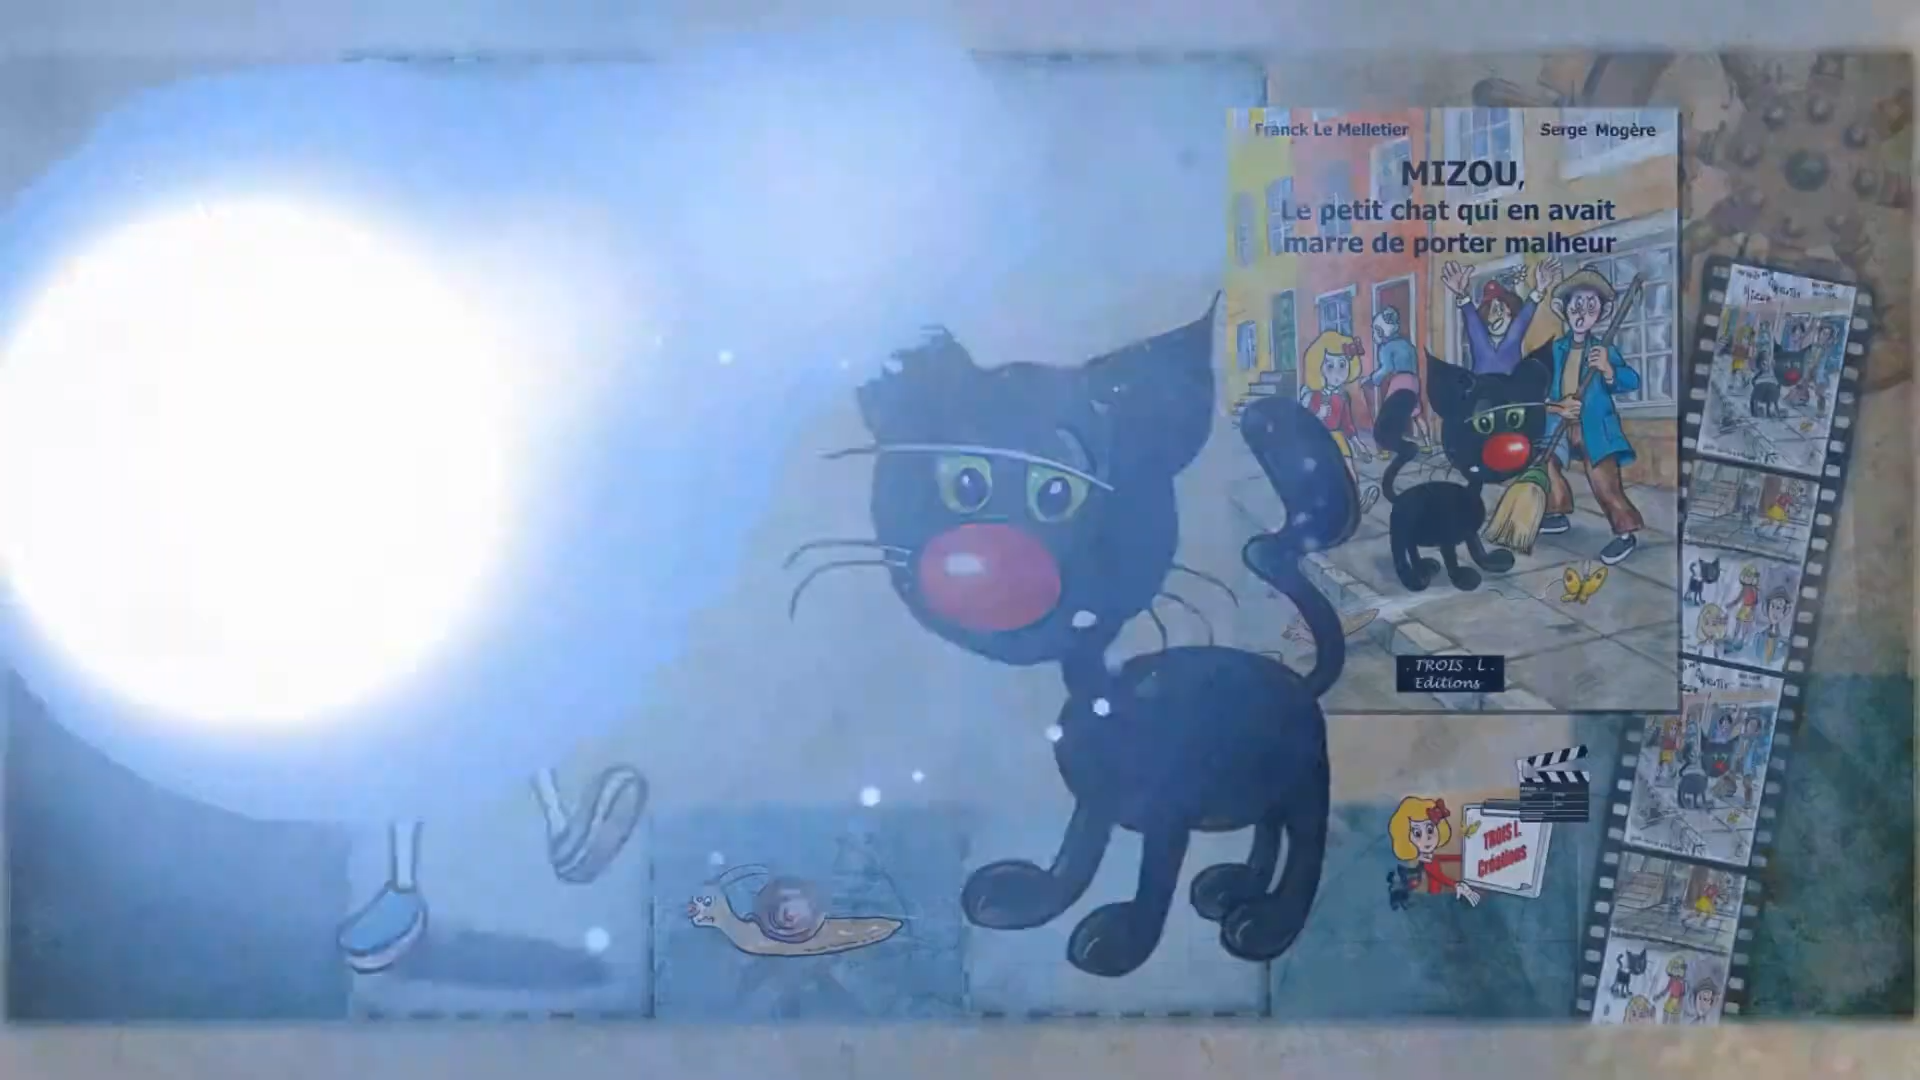 Franck Le Melletier Serge Mogère
MIZOU,
Le petit chat qui en avait
marre de porter malheur
. TROIS . L .
Editions
TROIS L
Créations